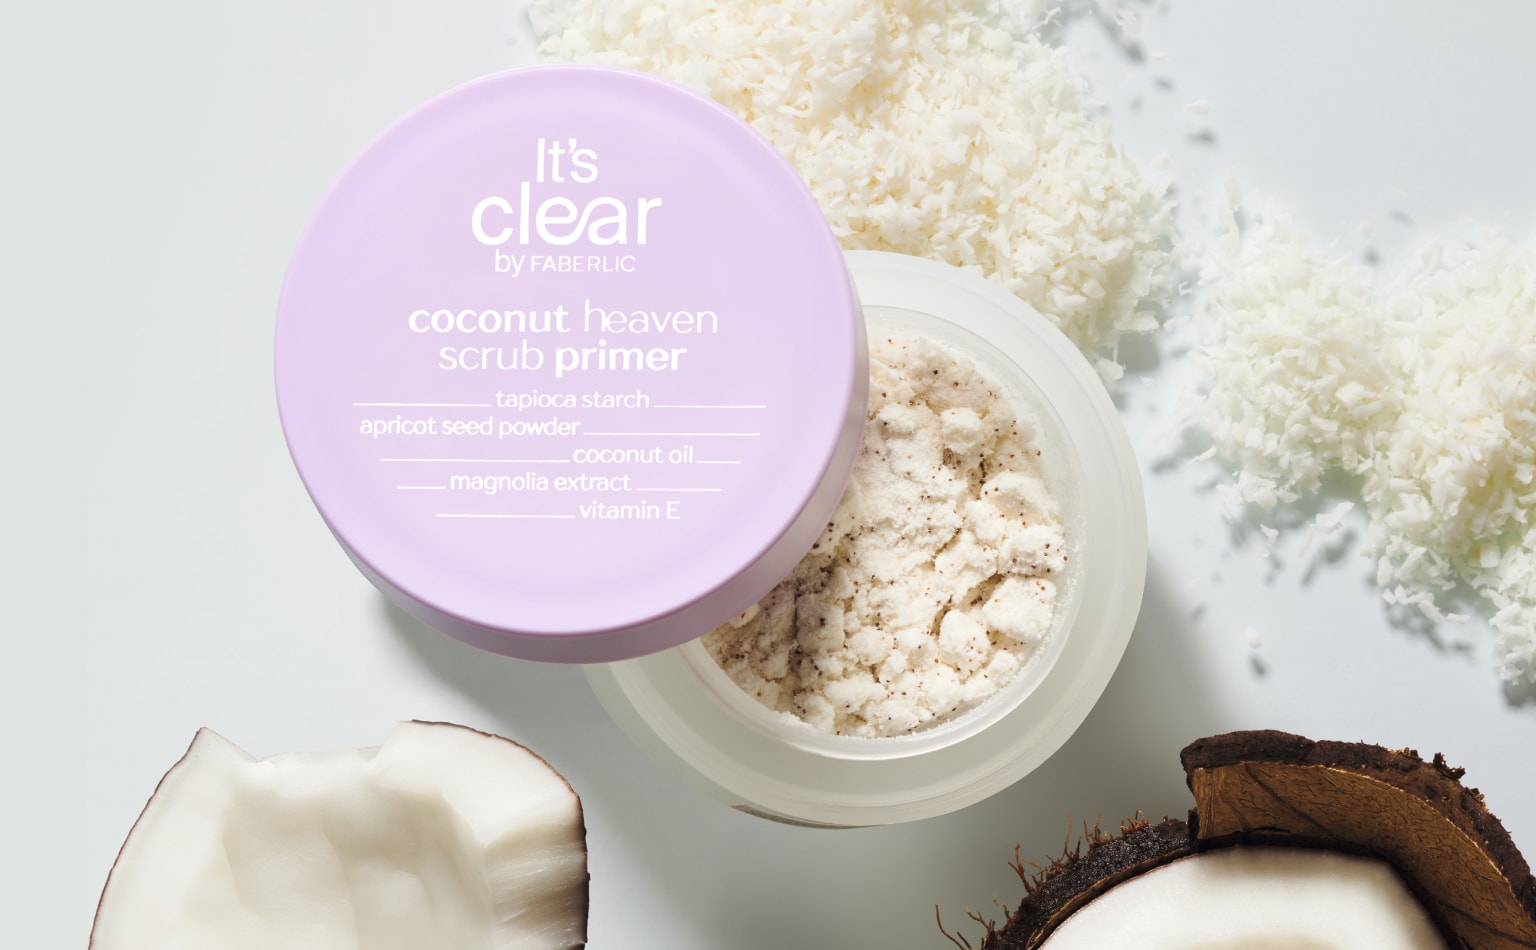 It's
clear
by FABERLIC
coconut heaven
scrub primer
tapioca starch
apricot seed powder
coconut oil
magnolia extract
vitamin E